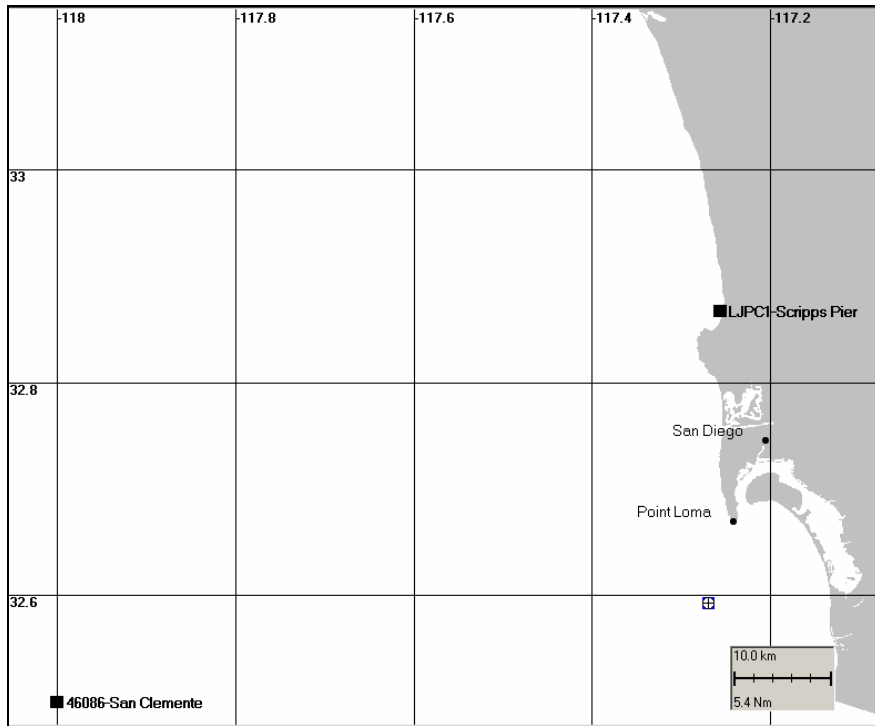 -118
-117.8
-117.6
-117.4
-117.2
33
LJPC1-Scripps Pier
32.8
San Diego
Point Loma
32.6
10.0 km
5.4 Nm
46086-San Clemente